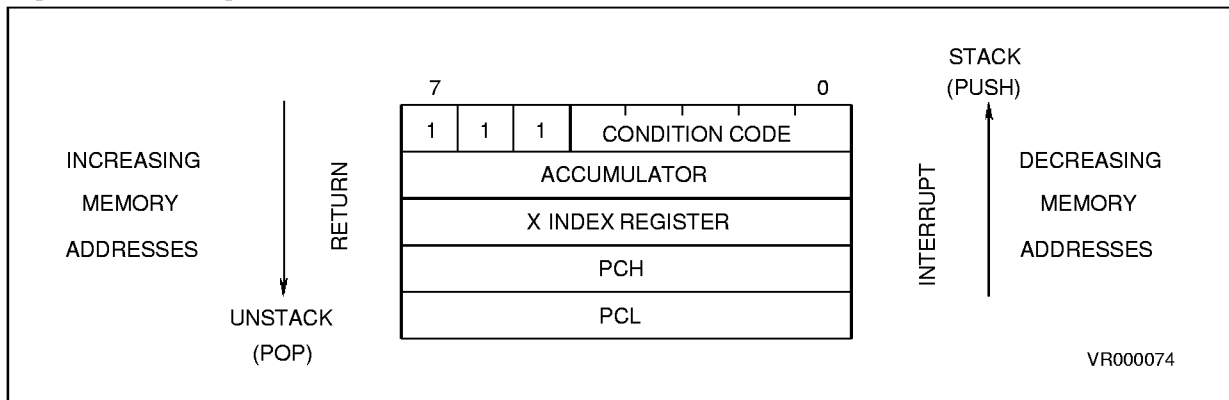 STACK
(PUSH)
7 0
1 1 1 CONDITION CODE
ACCUMULATOR
X INDEX REGISTER
PCH
PCL
INCREASING
MEMORY
ADDRESSES
RETURN
UNSTACK
(POP)
INTERRUPT
DECREASING
MEMORY
ADDRESSES
VR000074